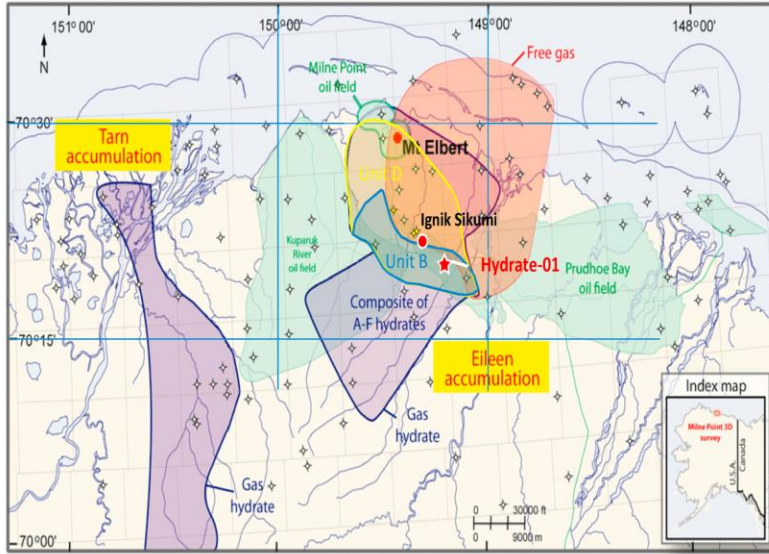 151°00'
150°00'
149°00'
148°00'
N
Free gas
Milne Point
oil field
70°30'
Tarn
accumulation
Mt Elbert
Unit D
Ignik Sikumi
Kuparuk
River
oil field
Unit B
Hydrate-01
Prudhoe Bay
oil field
Composite of
A-F hydrates
70°15'
Eileen
accumulation
Index map
Gas
hydrate
Milne Point 3D
survey
U.S.A.
Canada
Gas
hydrate
0
30000 ft
0
9000 m
70°00'